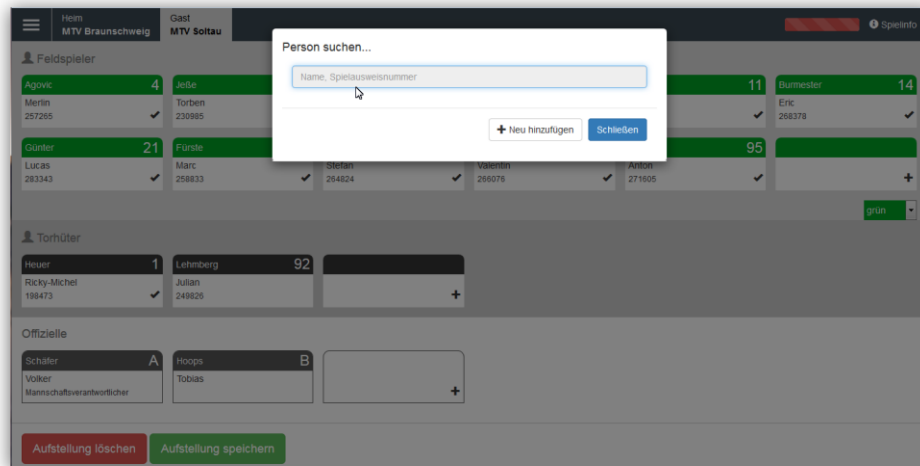 Heim
MTV Braunschweig
Gast
MTV Soltau
Spielinfo
Person suchen...
Name, Spielausweisnummer
Neu hinzufügen
Schließen
Feldspieler
Agovic 4
Merlin
257265
Jeße
Torben
230985
11
Burmester 14
Eric
268378
Günter 21
Lucas
283343
Fürste
Marc
258833
Stefan
264824
Valentin
266076
95
Anton
271605
grün
Torhüter
Heuer 1
Ricky-Michel
198473
Lehmberg 92
Julian
249826
Offizielle
Schäfer A
Volker
Mannschaftsverantwortlicher
Hoops B
Tobias
Aufstellung löschen
Aufstellung speichern